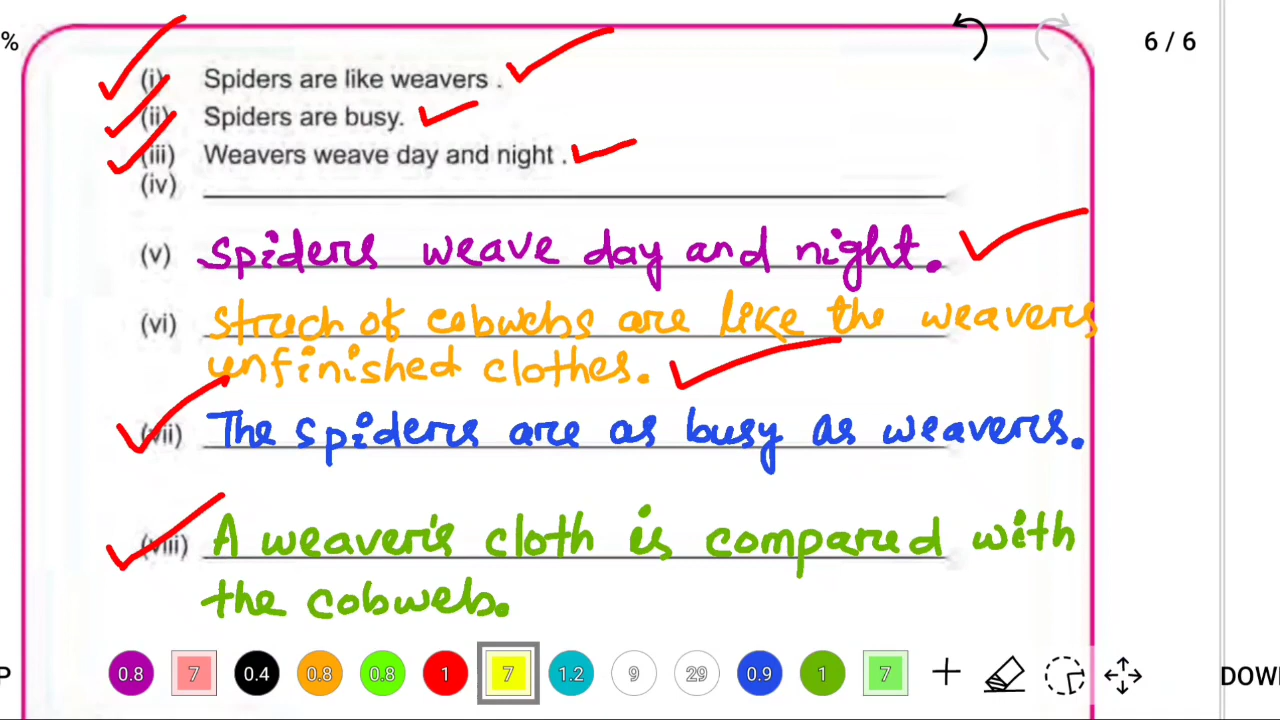 %
6 / 6
(i) Spiders are like weavers .
(ii) Spiders are busy.
(iii) Weavers weave day and night .
(iv)
(v) spiders weave day and night.
(vi) struch of cobwebs are like the weavers
unfinished clothes.
(vii) The spiders are as busy as weavers.
(viii) A weaver's cloth is compared with
the cobweb.
P 0.8 7 0.4 0.8 0.8 1 7 1.2 9 29 0.9 1 7 DOW